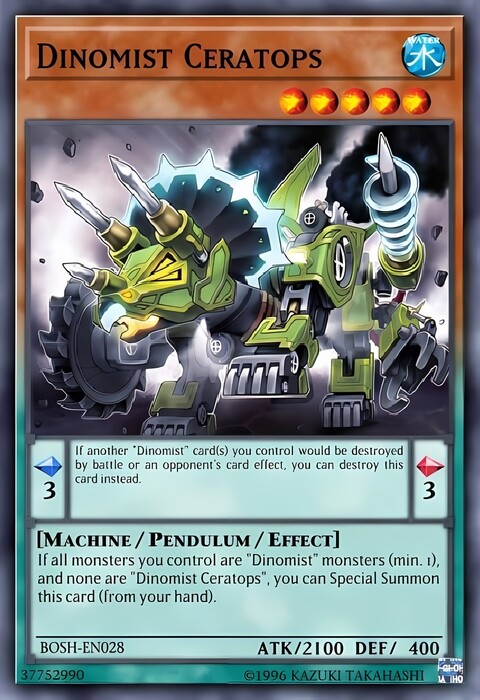 Dinomist Ceratops
WATER
水
If another "Dinomist" card(s) you control would be destroyed
by battle or an opponent's card effect, you can destroy this
card instead.
3
3
[Machine / Pendulum / Effect]
If all monsters you control are "Dinomist" monsters (min. 1),
and none are "Dinomist Ceratops", you can Special Summon
this card (from your hand).
BOSH-EN028
ATK/2100 DEF/ 400
37752990
©1996 KAZUKI TAKAHASHI